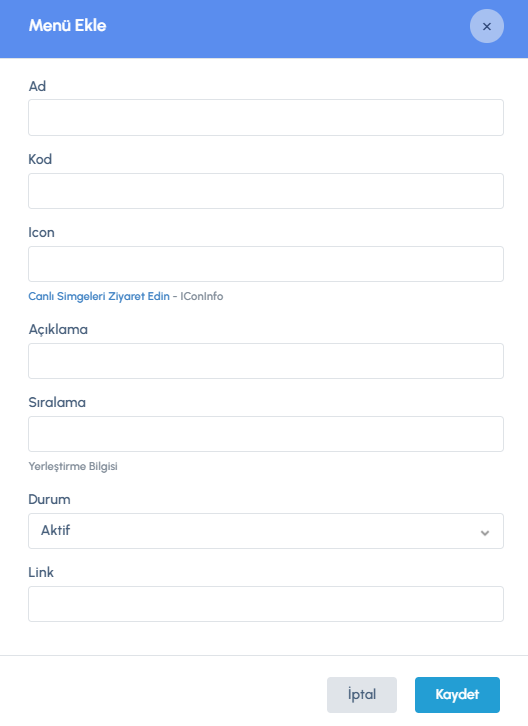 Menü Ekle
Ad
Kod
Icon
Canlı Simgeleri Ziyaret Edin - IConInfo
Açıklama
Sıralama
Yerleştirme Bilgisi
Durum
Aktif
Link
İptal Kaydet